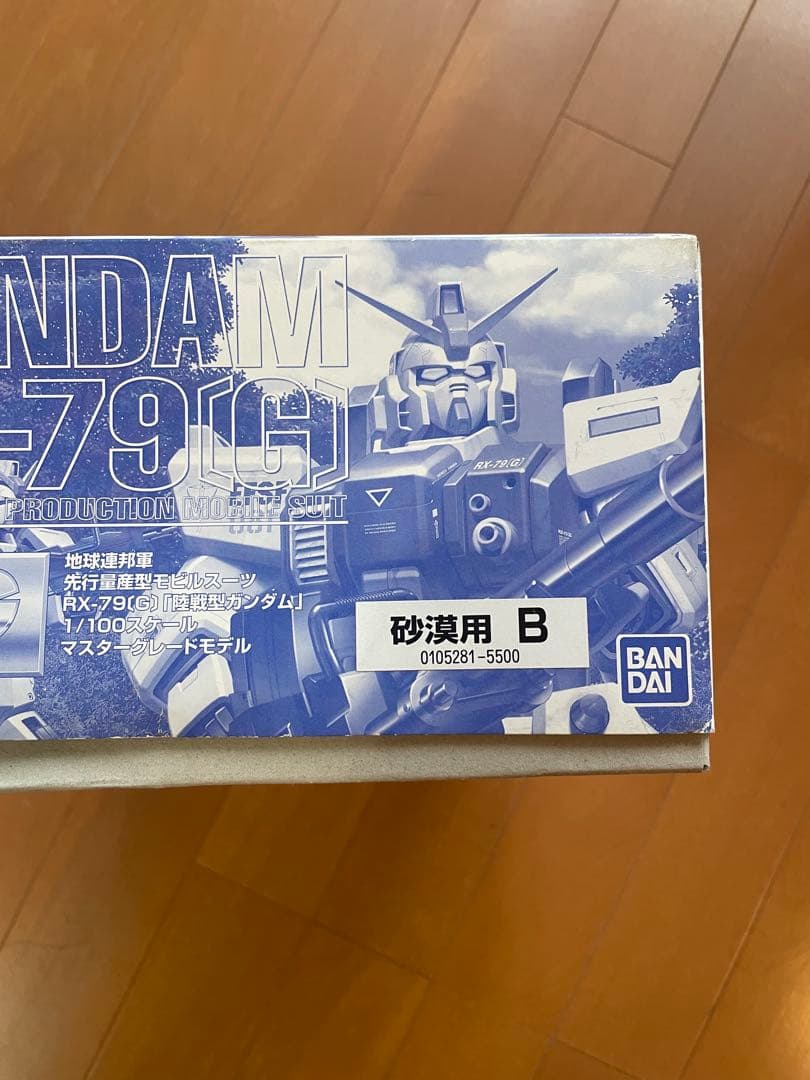 NDAM
-79[G]
PRODUCTION MOBILE SUIT
地球連邦軍
先行量産型モビルスーツ
RX-79[G]「陸戦型ガンダム」
1/100スケール
マスターグレードモデル
RX-79[G]
砂漠用 B
0105281-5500
BAN
DAI